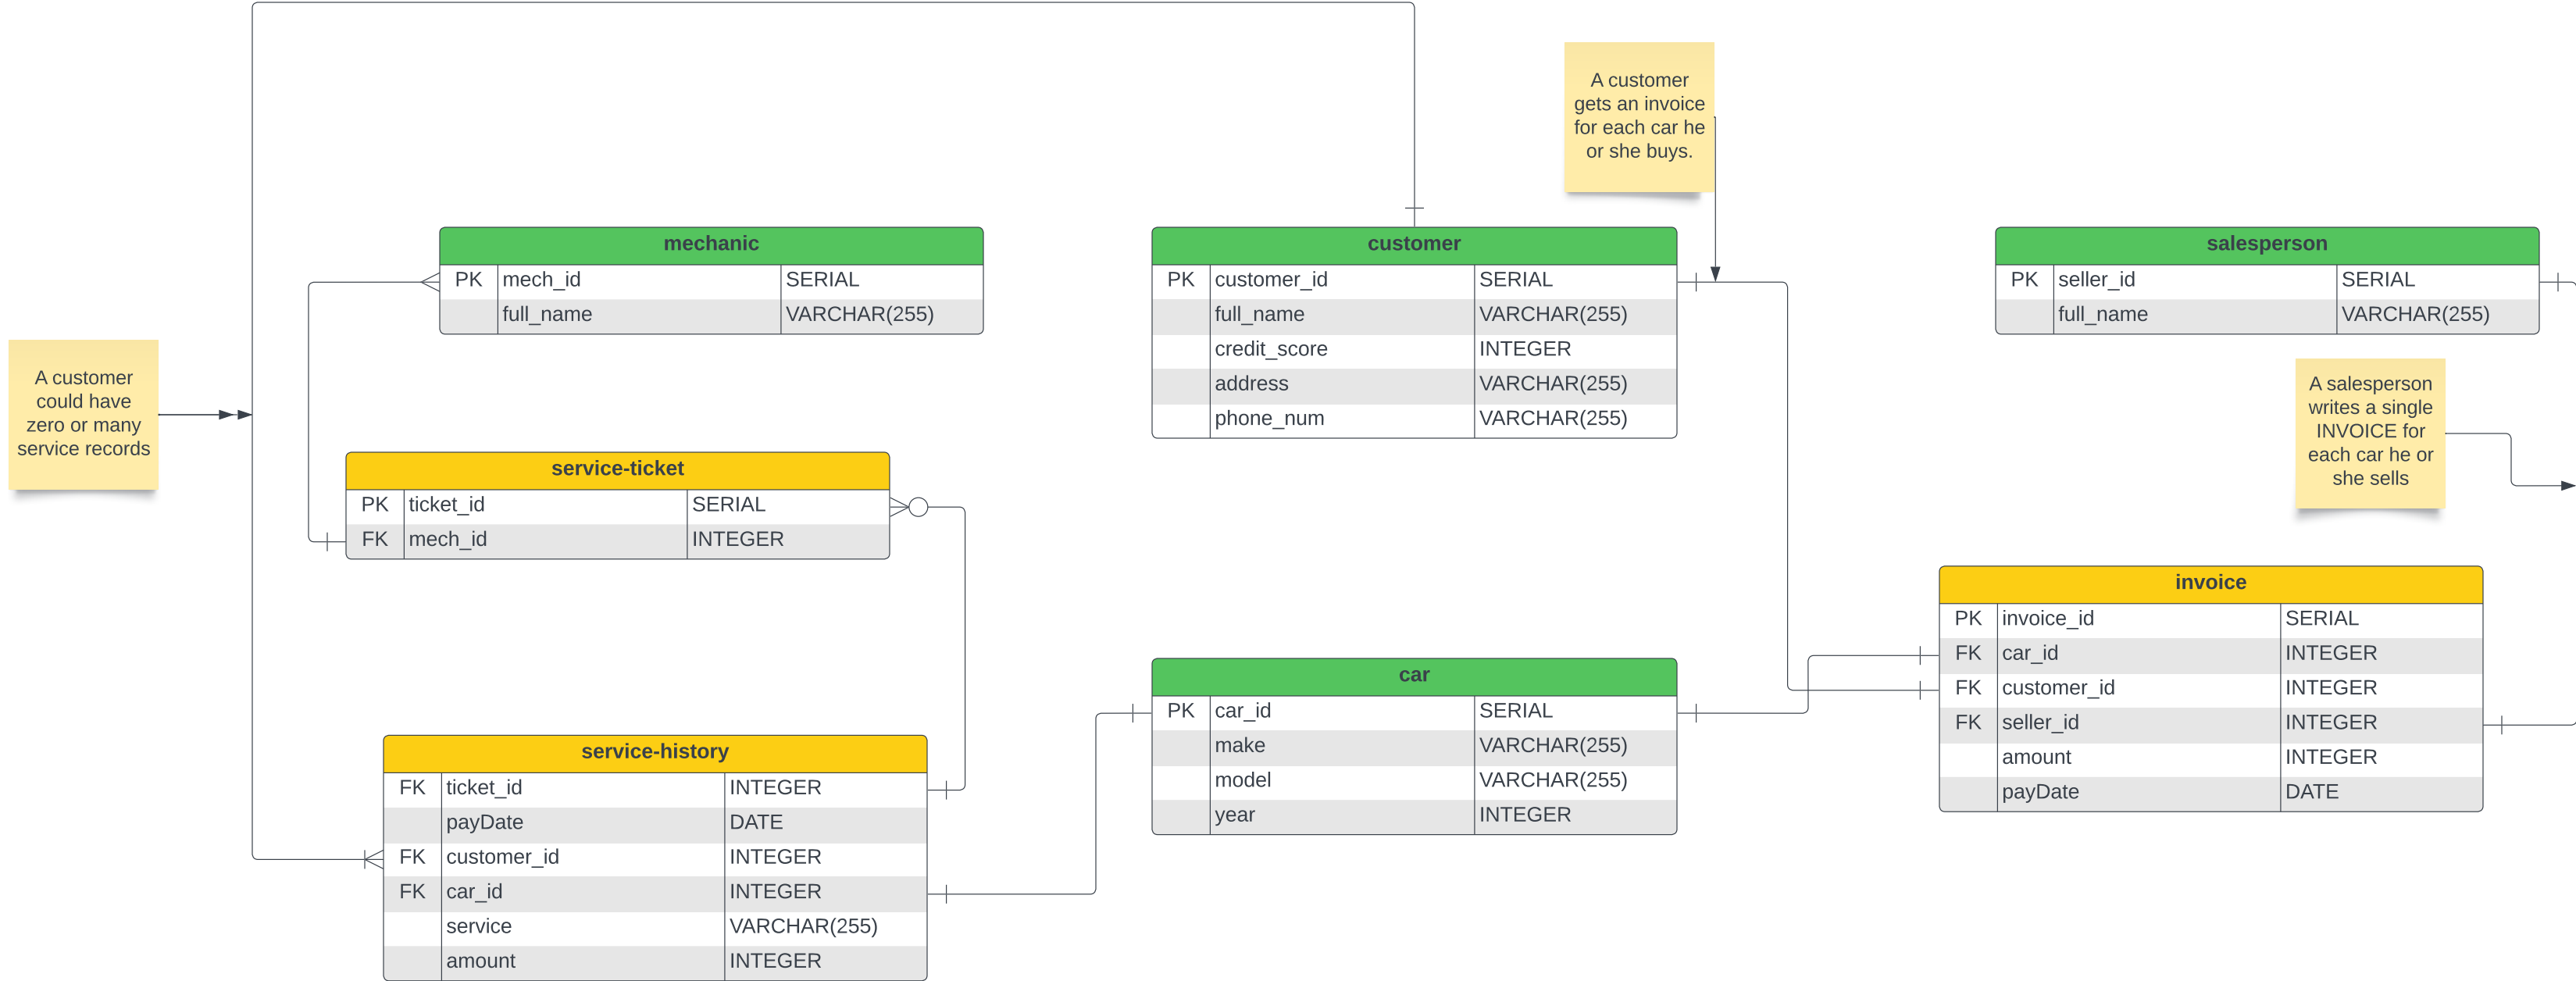 A customer
gets an invoice
for each car he
or she buys.
mechanic
PK mech_id SERIAL
full_name VARCHAR(255)
customer
PK customer_id SERIAL
full_name VARCHAR(255)
credit_score INTEGER
address VARCHAR(255)
phone_num VARCHAR(255)
salesperson
PK seller_id SERIAL
full_name VARCHAR(255)
A customer
could have
zero or many
service records
A salesperson
writes a single
INVOICE for
each car he or
she sells
service-ticket
PK ticket_id SERIAL
FK mech_id INTEGER
invoice
PK invoice_id SERIAL
FK car_id INTEGER
FK customer_id INTEGER
FK seller_id INTEGER
amount INTEGER
payDate DATE
car
PK car_id SERIAL
make VARCHAR(255)
model VARCHAR(255)
year INTEGER
service-history
FK ticket_id INTEGER
payDate DATE
FK customer_id INTEGER
FK car_id INTEGER
service VARCHAR(255)
amount INTEGER